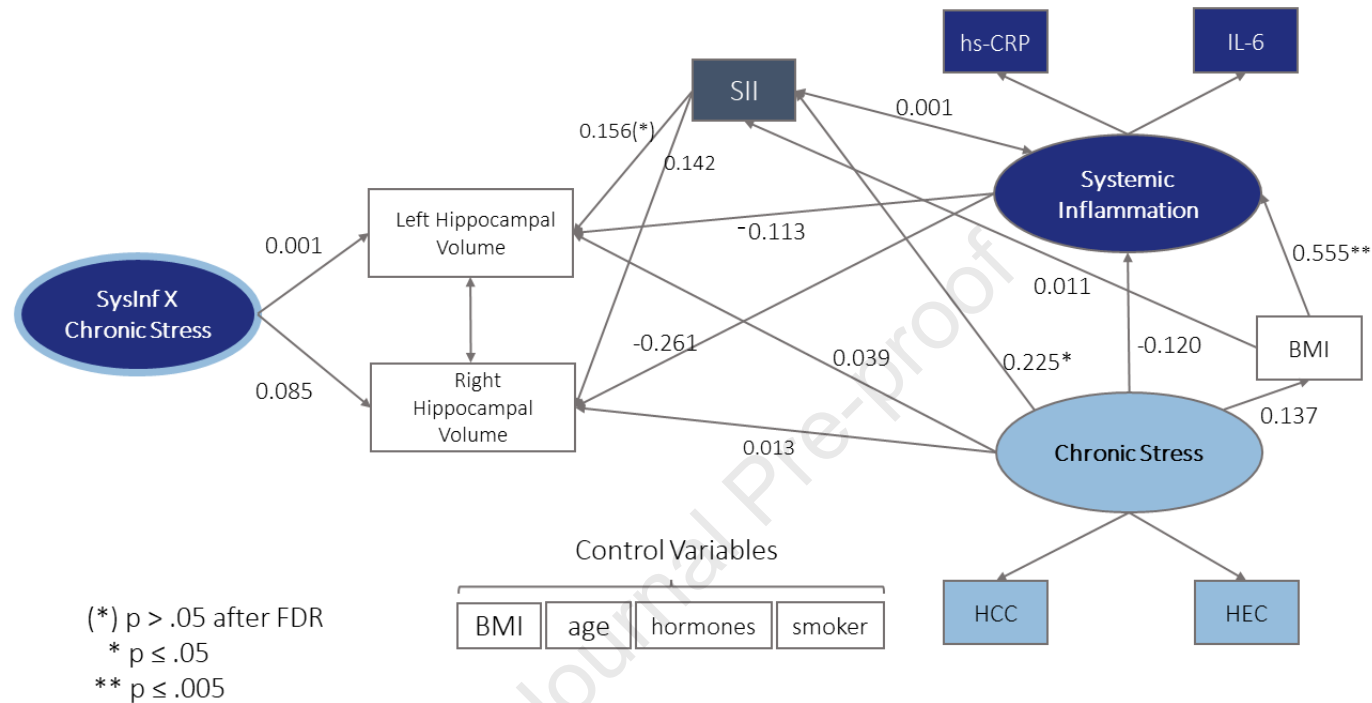 hs-CRP
IL-6
SII
0.001
0.156(*)
0.142
Systemic
Inflammation
Left Hippocampal
Volume
-0.113
0.001
0.555**
SysInf X
Chronic Stress
0.011
-0.261
0.039
0.225*
-0.120
BMI
0.085
Right
Hippocampal
Volume
0.137
0.013
Chronic Stress
Control Variables
HCC
HEC
BMI
age
hormones
smoker
(*) p > .05 after FDR
* p ≤ .05
** p ≤ .005
Journal Pre-proof